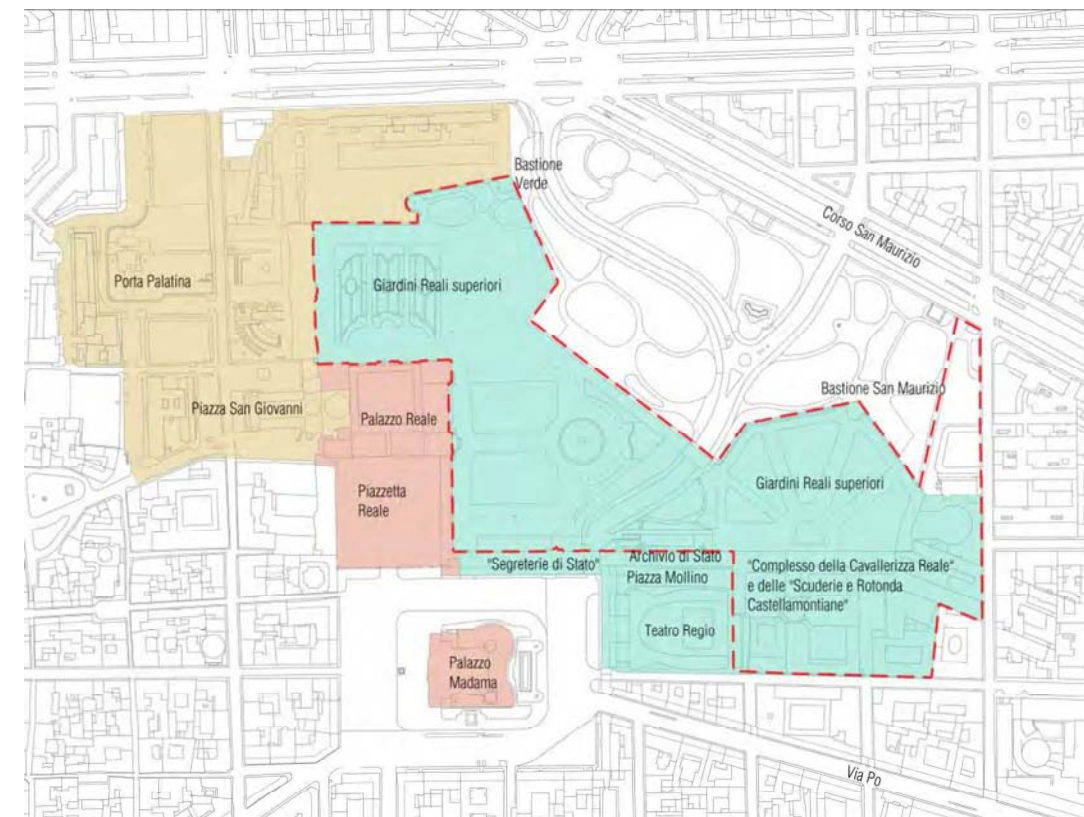 Bastione
Verde
Corso San Maurizio
Porta Palatina
Giardini Reali superiori
Bastione San Maurizio
Piazza San Giovanni
Palazzo Reale
Giardini Reali superiori
Piazzetta
Reale
"Segreterie di Stato"
Archivio di Stato
Piazza Mollino
"Complesso della Cavallerizza Reale"
e delle "Scuderie e Rotonda
Castellamontiane"
Teatro Regio
Palazzo
Madama
Via Po